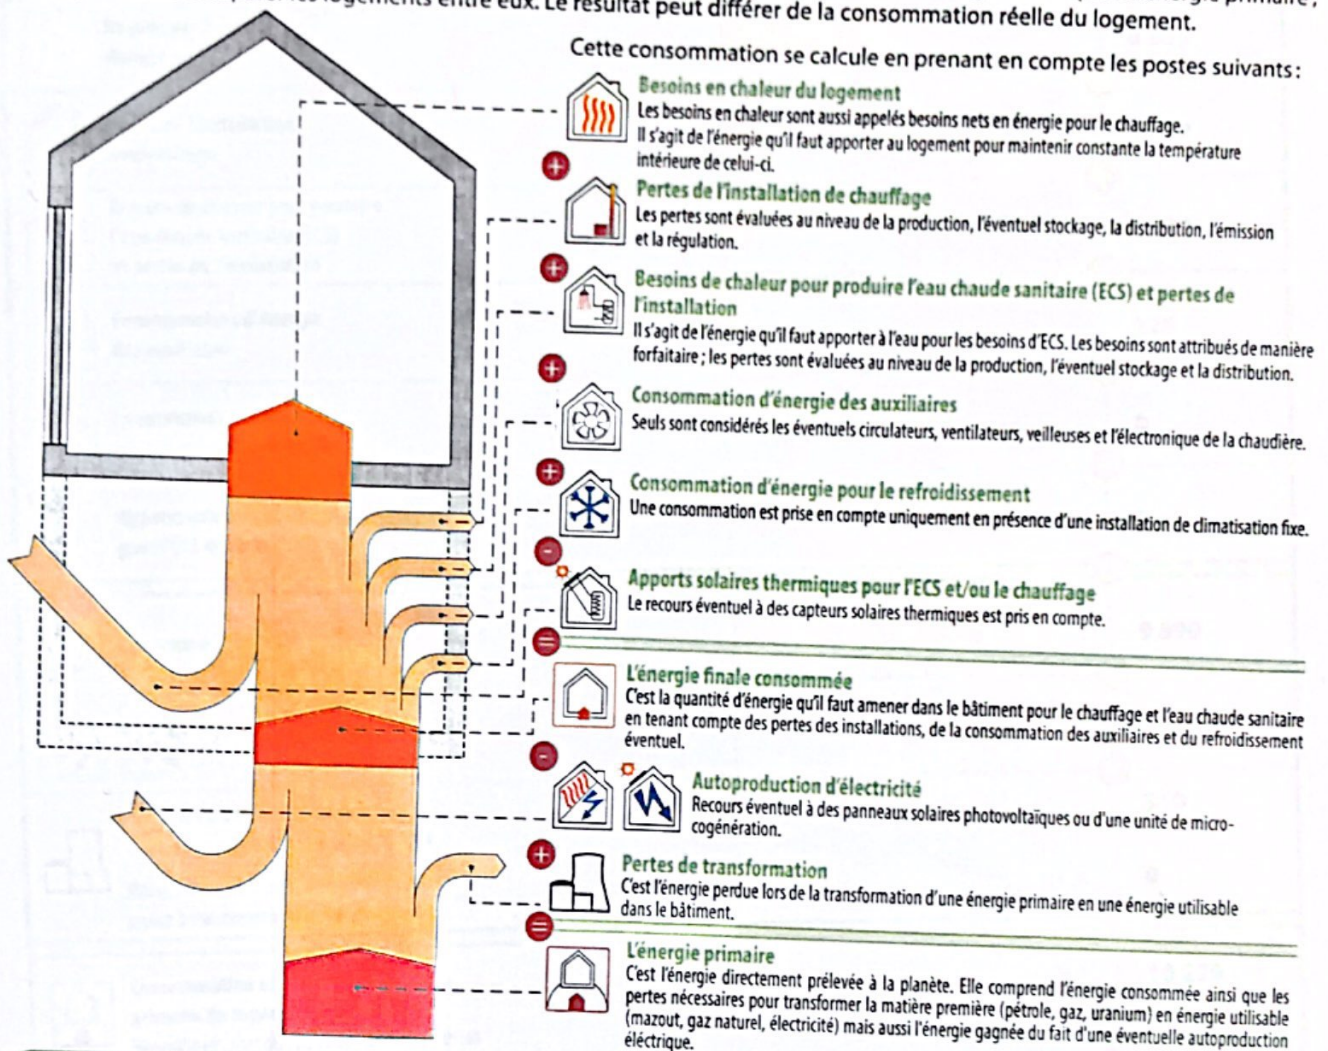 les logements entre eux. Le résultat peut différer de la consommation réelle du logement.
Cette consommation se calcule en prenant en compte les postes suivants :
Besoins en chaleur du logement
Les besoins en chaleur sont aussi appelés besoins nets en énergie pour le chauffage.
Il s'agit de l'énergie qu'il faut apporter au logement pour maintenir constante la température
intérieure de celui-ci.
+
Pertes de l'installation de chauffage
Les pertes sont évaluées au niveau de la production, l'éventuel stockage, la distribution, l'émission
et la régulation.
+
Besoins de chaleur pour produire l'eau chaude sanitaire (ECS) et pertes de
l'installation
Il s'agit de l'énergie qu'il faut apporter à l'eau pour les besoins d'ECS. Les besoins sont attribués de manière
forfaitaire ; les pertes sont évaluées au niveau de la production, l'éventuel stockage et la distribution.
+
Consommation d'énergie des auxiliaires
Seuls sont considérés les éventuels circulateurs, ventilateurs, veilleuses et l'électronique de la chaudière.
+
Consommation d'énergie pour le refroidissement
Une consommation est prise en compte uniquement en présence d'une installation de climatisation fixe.
-
Apports solaires thermiques pour l'ECS et/ou le chauffage
Le recours éventuel à des capteurs solaires thermiques est pris en compte.
=
L'énergie finale consommée
C'est la quantité d'énergie qu'il faut amener dans le bâtiment pour le chauffage et l'eau chaude sanitaire
en tenant compte des pertes des installations, de la consommation des auxiliaires et du refroidissement
éventuel.
-
Autoproduction d'électricité
Recours éventuel à des panneaux solaires photovoltaïques ou d'une unité de micro-
cogénération.
+
Pertes de transformation
C'est l'énergie perdue lors de la transformation d'une énergie primaire en une énergie utilisable
dans le bâtiment.
=
L'énergie primaire
C'est l'énergie directement prélevée à la planète. Elle comprend l'énergie consommée ainsi que les
pertes nécessaires pour transformer la matière première (pétrole, gaz, uranium) en énergie utilisable
(mazout, gaz naturel, électricité) mais aussi l'énergie gagnée du fait d'une éventuelle autoproduction
éléctrique.